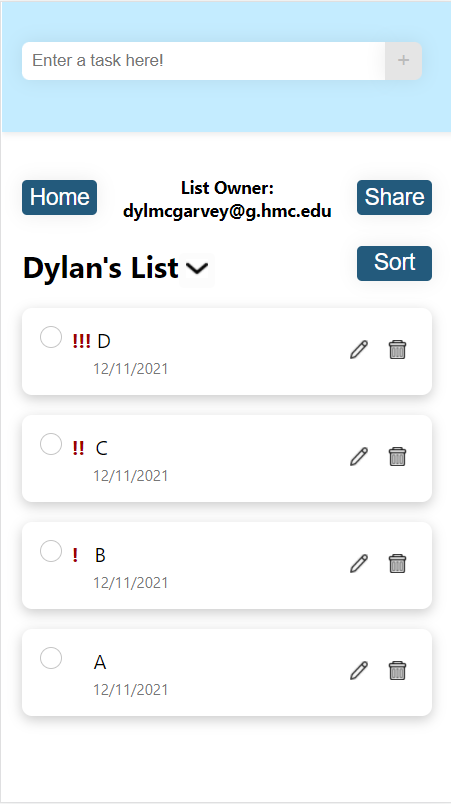 Enter a task here!
+
Home
List Owner:
dylmcgarvey@g.hmc.edu
Share
Dylan's List
Sort
!!! D
12/11/2021
!! C
12/11/2021
! B
12/11/2021
A
12/11/2021